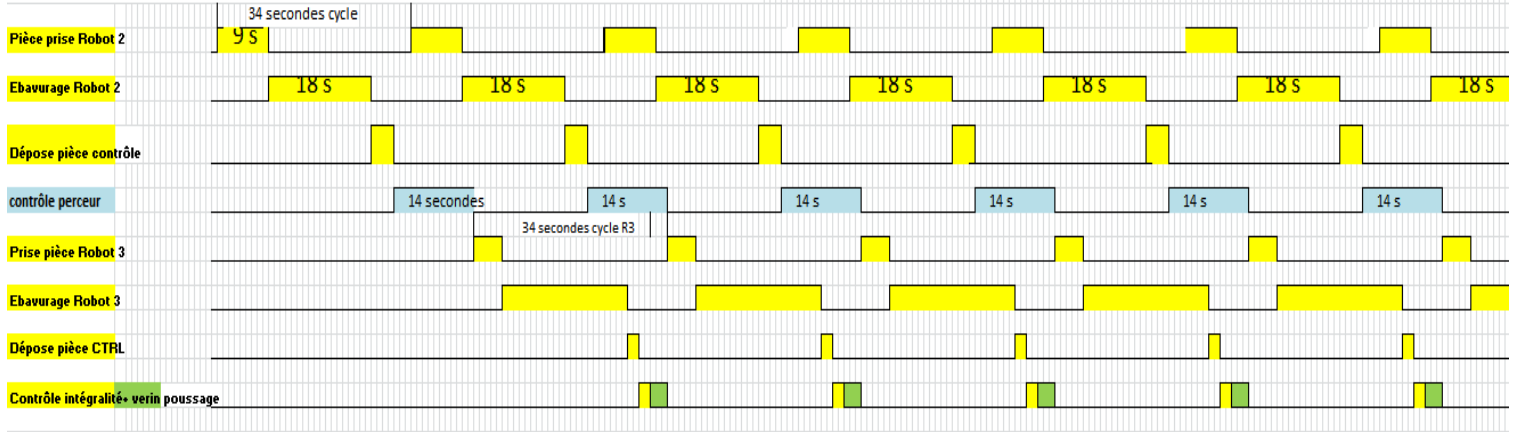 34 secondes cycle
Pièce prise Robot 2
9 s
Ebavurage Robot 2
18 s
18 s
18 s
18 s
18 s
18 s
18 s
Dépose pièce contrôle
contrôle perceur
14 secondes
14 s
14 s
14 s
14 s
14 s
34 secondes cycle R3
Prise pièce Robot 3
Ebavurage Robot 3
Dépose pièce CTRL
Contrôle intégralité+ verin poussage